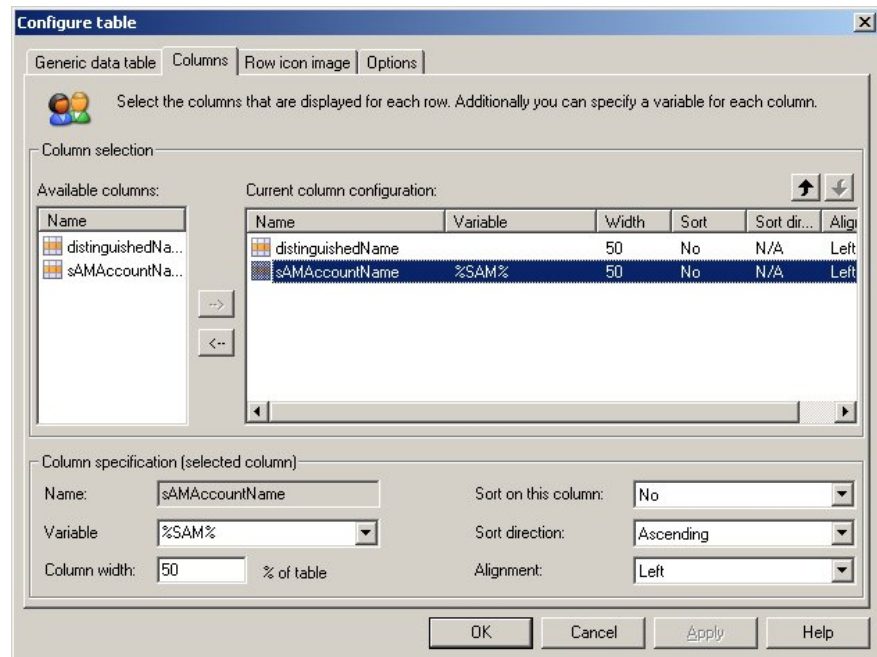 Configure table
Generic data table Columns Row icon image Options
Select the columns that are displayed for each row. Additionally you can specify a variable for each column.
Column selection
Available columns: Current column configuration:
Name Name Variable Width Sort Sort dir... Alig
distinguishedNa... distinguishedName 50 No N/A Left
sAMAccountNa... sAMAccountName %SAM% 50 No N/A Left
-->
<--
Column specification (selected column)
Name: sAMAccountName Sort on this column: No
Variable %SAM% Sort direction: Ascending
Column width: 50 % of table Alignment: Left
OK Cancel Apply Help